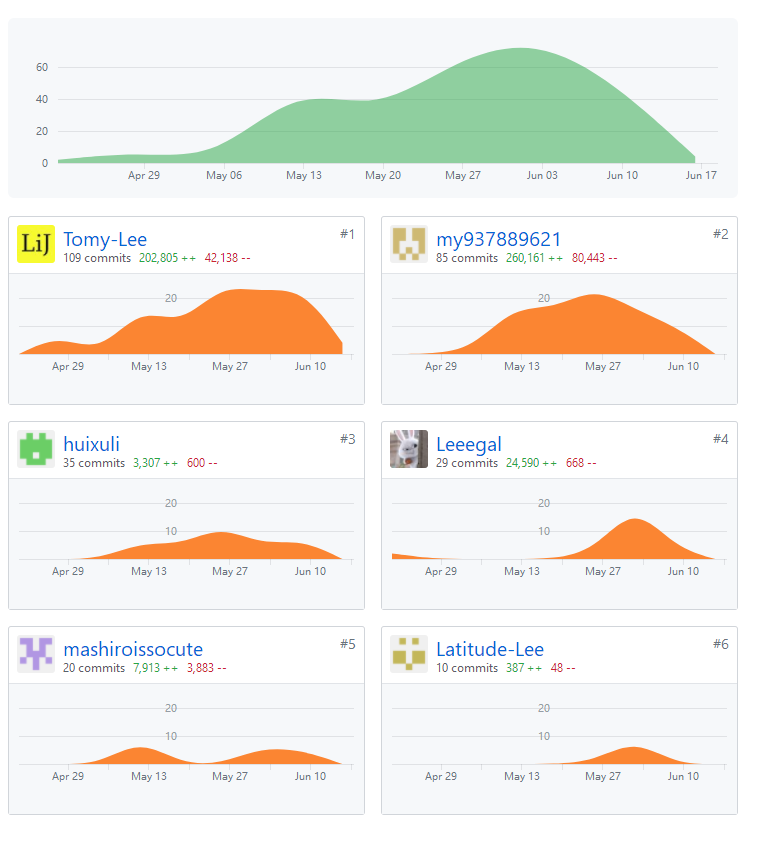 60
40
20
0
Apr 29 May 06 May 13 May 20 May 27 Jun 03 Jun 10 Jun 17
LiJ Tomy-Lee #1
109 commits 202,805 ++ 42,138 --
20
Apr 29 May 13 May 27 Jun 10
my937889621 #2
85 commits 260,161 ++ 80,443 --
20
Apr 29 May 13 May 27 Jun 10
huixuli #3
35 commits 3,307 ++ 600 --
20
10
Apr 29 May 13 May 27 Jun 10
Leeegal #4
29 commits 24,590 ++ 668 --
20
10
Apr 29 May 13 May 27 Jun 10
mashiroissocute #5
20 commits 7,913 ++ 3,883 --
20
10
Apr 29 May 13 May 27 Jun 10
Latitude-Lee #6
10 commits 387 ++ 48 --
20
10
Apr 29 May 13 May 27 Jun 10